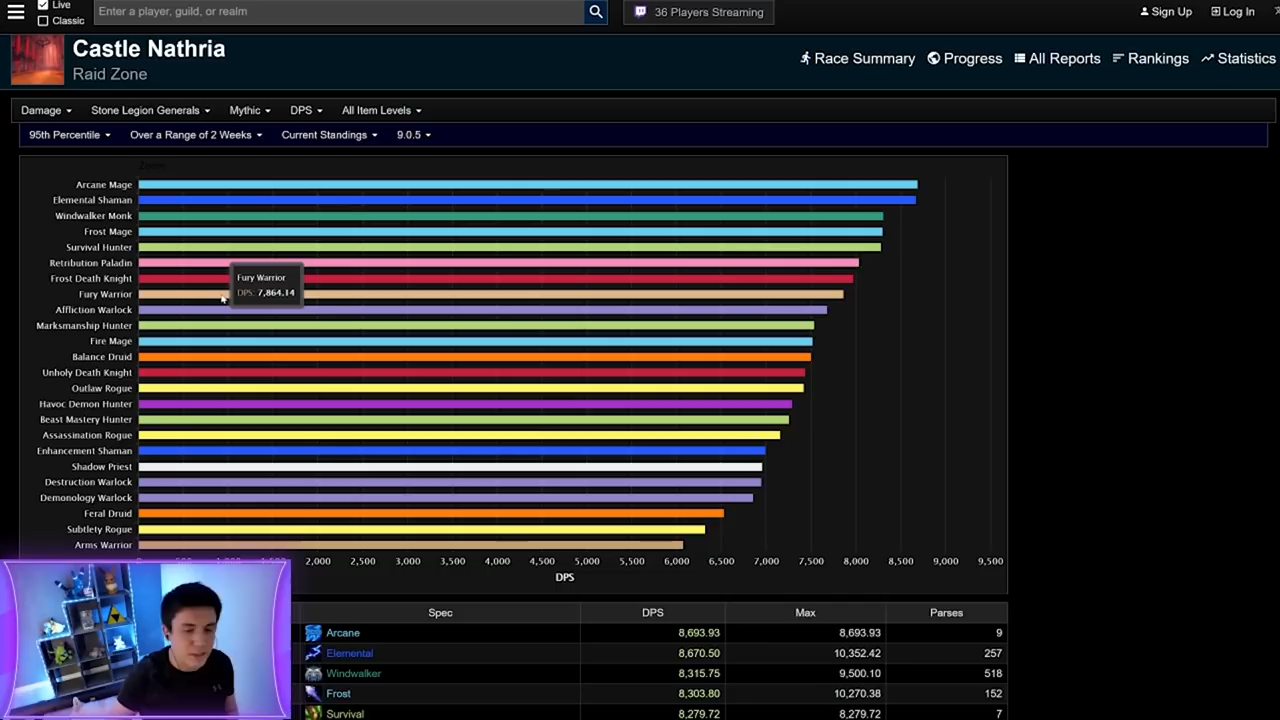 Live
Classic
Enter a player, guild, or realm
36 Players Streaming
Sign Up
Log In
Castle Nathria
Raid Zone
Race Summary
Progress
All Reports
Rankings
Statistics
Damage
Stone Legion Generals
Mythic
DPS
All Item Levels
95th Percentile
Over a Range of 2 Weeks
Current Standings
9.0.5
Zoom
Arcane Mage
Elemental Shaman
Windwalker Monk
Frost Mage
Survival Hunter
Retribution Paladin
Frost Death Knight
Fury Warrior
Affliction Warlock
Marksmanship Hunter
Fire Mage
Balance Druid
Unholy Death Knight
Outlaw Rogue
Havoc Demon Hunter
Beast Mastery Hunter
Assassination Rogue
Enhancement Shaman
Shadow Priest
Destruction Warlock
Demonology Warlock
Feral Druid
Subtlety Rogue
Arms Warrior
Fury Warrior
DPS: 7,864.14
2,000 2,500 3,000 3,500 4,000 4,500 5,000 5,500 6,000 6,500 7,000 7,500 8,000 8,500 9,000 9,500
DPS
Spec DPS Max Parses
Arcane 8,693.93 8,693.93 9
Elemental 8,670.50 10,352.42 257
Windwalker 8,315.75 9,500.10 518
Frost 8,303.80 10,270.38 152
Survival 8,279.72 8,279.72 7